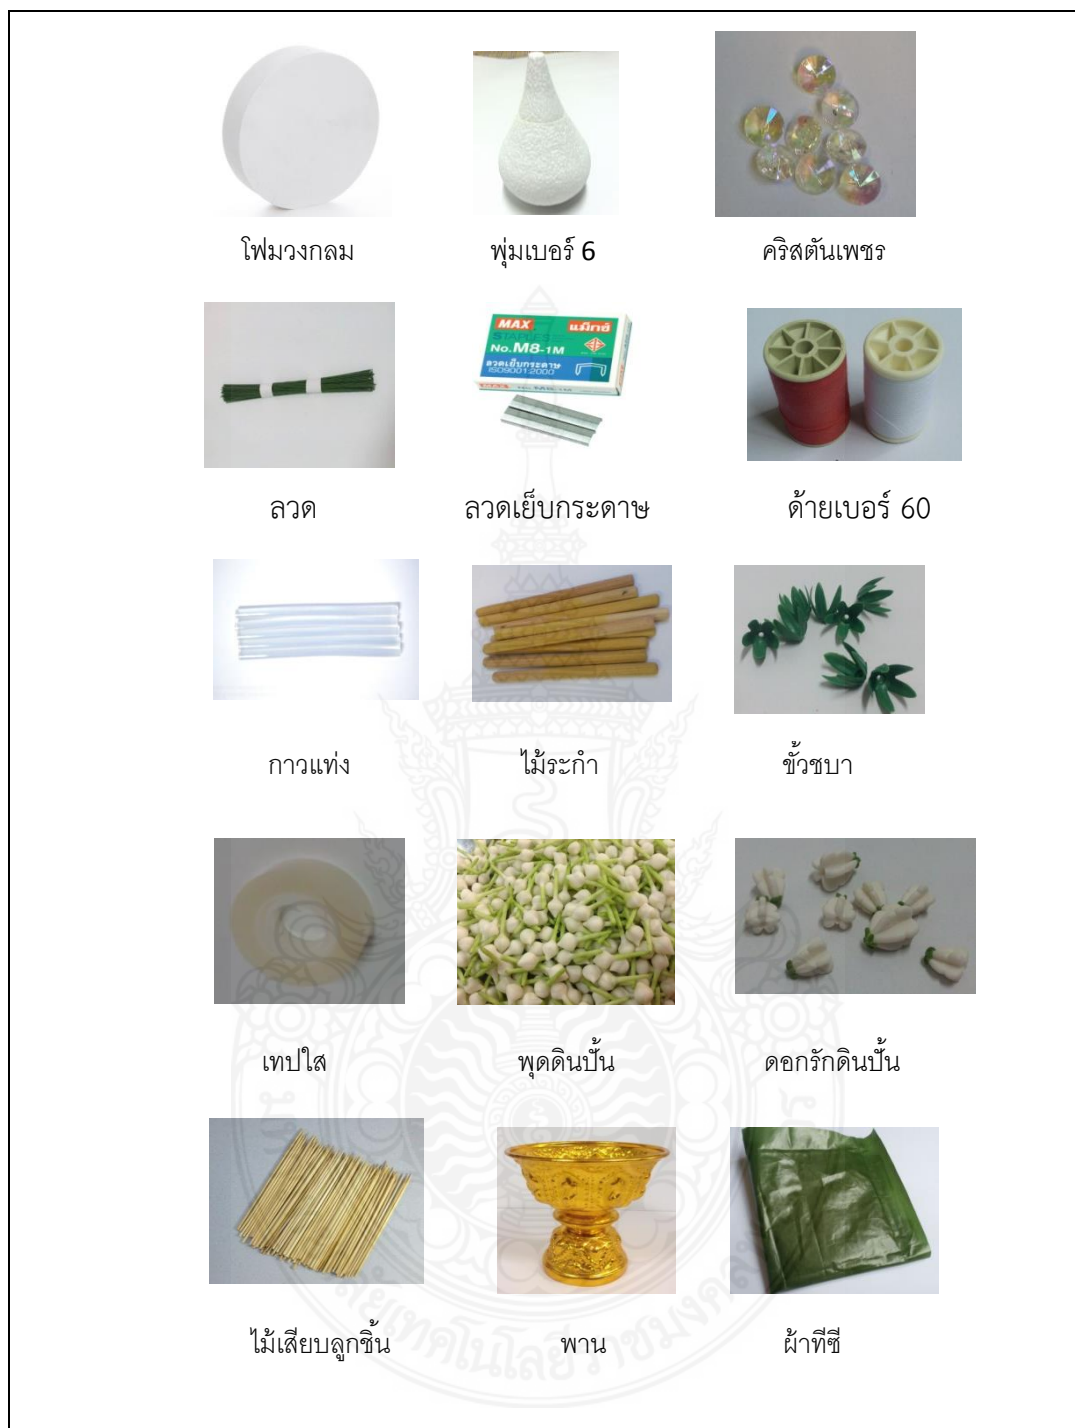 โฟมวงกลม พุ่มเบอร์ 6 คริสตันเพชร
MAX แม็กซ์
STAPLES
No.M8-1M
ลวดเย็บกระดาษ
ISO9001:2000
MAX No.M8-1M
ลวด ลวดเย็บกระดาษ ด้ายเบอร์ 60
กาวแท่ง ไม้ระกำ ขั้วชบา
เทปใส พุดดินปั้น ดอกรักดินปั้น
ไม้เสียบลูกชิ้น พาน ผ้าทีซี